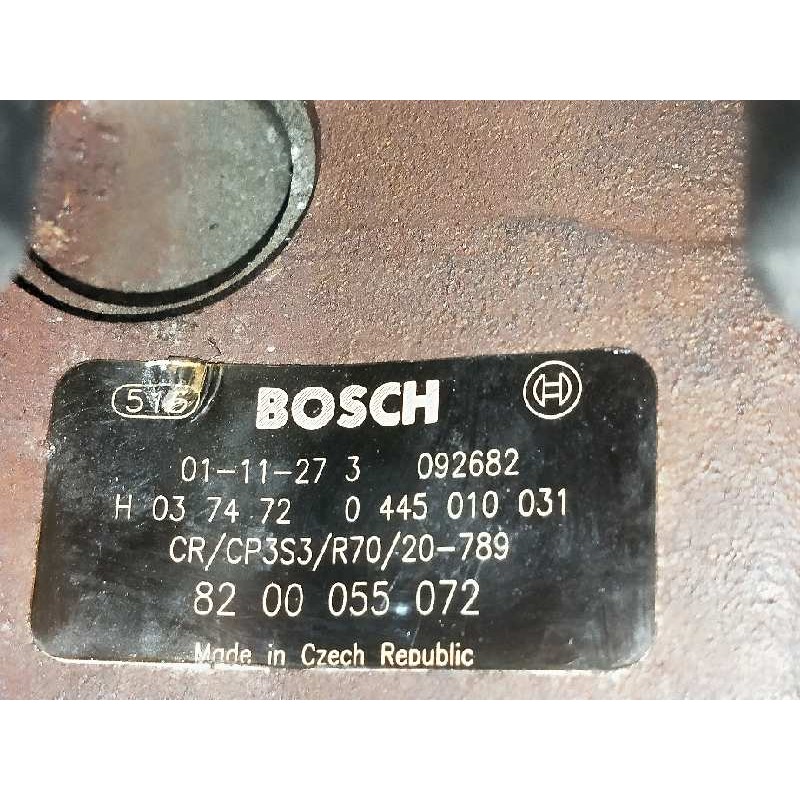 516 BOSCH
01-11-27 3 092682
H 03 74 72 0 445 010 031
CR/CP3S3/R70/20-789
82 00 055 072
Made in Czech Republic